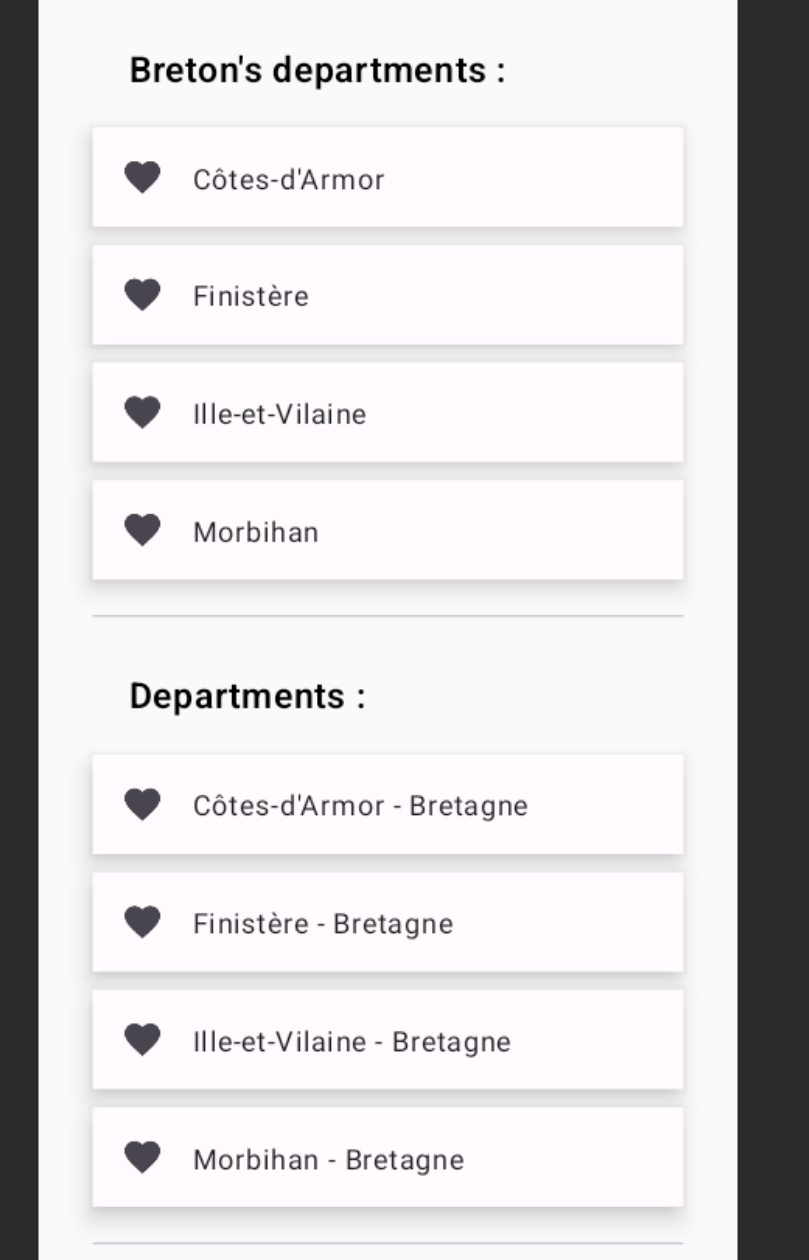 Breton's departments :
Côtes-d'Armor
Finistère
Ille-et-Vilaine
Morbihan
Departments :
Côtes-d'Armor - Bretagne
Finistère - Bretagne
Ille-et-Vilaine - Bretagne
Morbihan - Bretagne